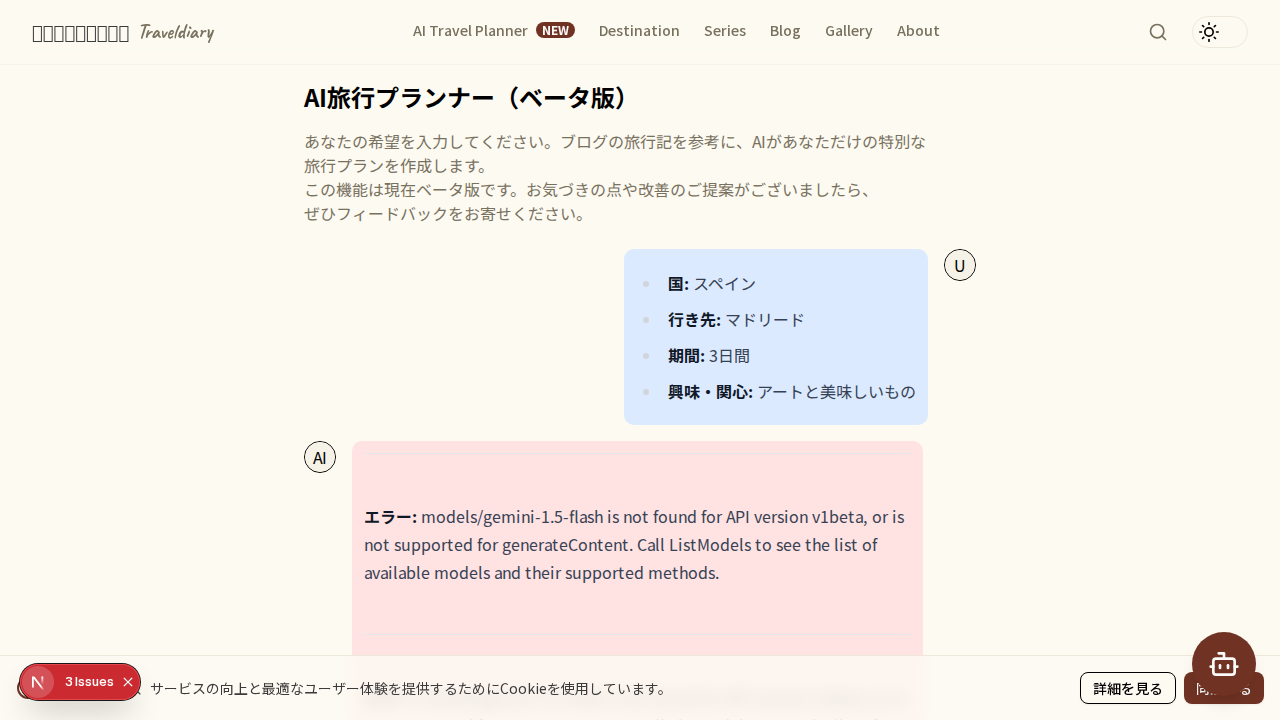 Traveldiary
AI Travel Planner NEW Destination Series Blog Gallery About
AI旅行プランナー（ベータ版）
あなたの希望を入力してください。ブログの旅行記を参考に、AIがあなただけの特別な
旅行プランを作成します。
この機能は現在ベータ版です。お気づきの点や改善のご提案がございましたら、
ぜひフィードバックをお寄せください。
国: スペイン
U
行き先: マドリード
期間: 3日間
興味・関心: アートと美味しいもの
AI
エラー: models/gemini-1.5-flash is not found for API version v1beta, or is
not supported for generateContent. Call ListModels to see the list of
available models and their supported methods.
3 Issues
サービスの向上と最適なユーザー体験を提供するためにCookieを使用しています。
詳細を見る